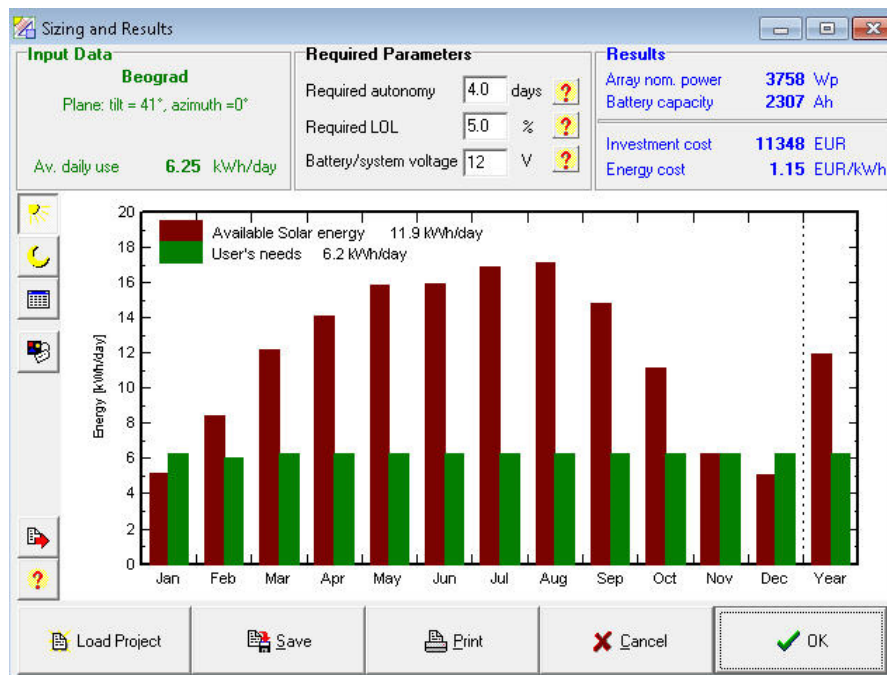 Sizing and Results
Input Data
Beograd
Plane: tilt = 41°, azimuth =0°
Av. daily use 6.25 kWh/day
Required Parameters
Required autonomy 4.0 days ?
Required LOL 5.0 % ?
Battery/system voltage 12 V ?
Results
Array nom. power 3758 Wp
Battery capacity 2307 Ah
Investment cost 11348 EUR
Energy cost 1.15 EUR/kWh
Available Solar energy 11.9 kWh/day
User's needs 6.2 kWh/day
Energy [kWh/day]
20
18
16
14
12
10
8
6
4
2
0
Jan Feb Mar Apr May Jun Jul Aug Sep Oct Nov Dec Year
?
Load Project Save Print Cancel OK